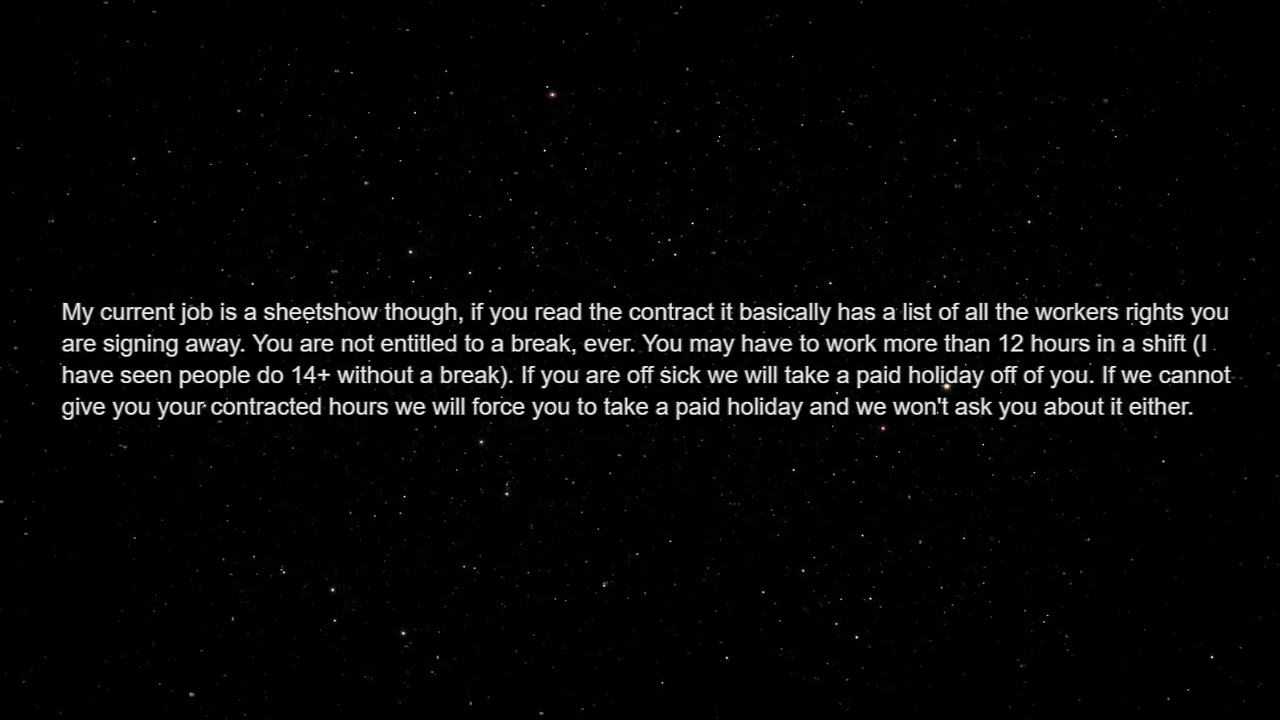 My current job is a sheetshow though, if you read the contract it basically has a list of all the workers rights you
are signing away. You are not entitled to a break, ever. You may have to work more than 12 hours in a shift (I
have seen people do 14+ without a break). If you are off sick we will take a paid holiday off of you. If we cannot
give you your contracted hours we will force you to take a paid holiday and we won't ask you about it either.